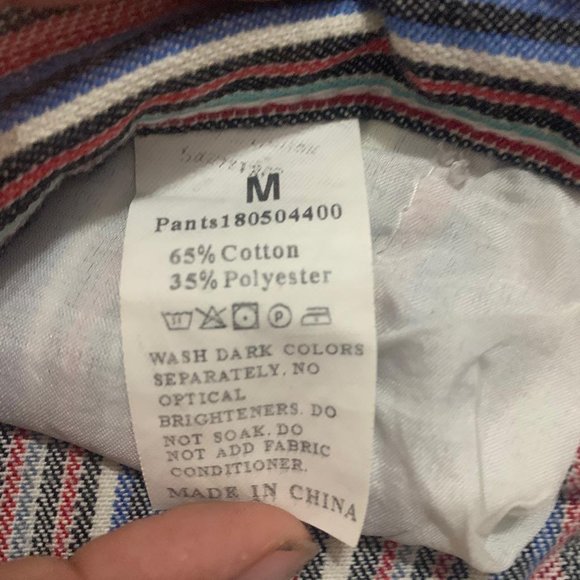 M
Pants180504400
65% Cotton
35% Polyester
P
WASH DARK COLORS
SEPARATELY, NO
OPTICAL
BRIGHTENERS. DO
NOT SOAK. DO
NOT ADD FABRIC
CONDITIONER.
MADE IN CHINA